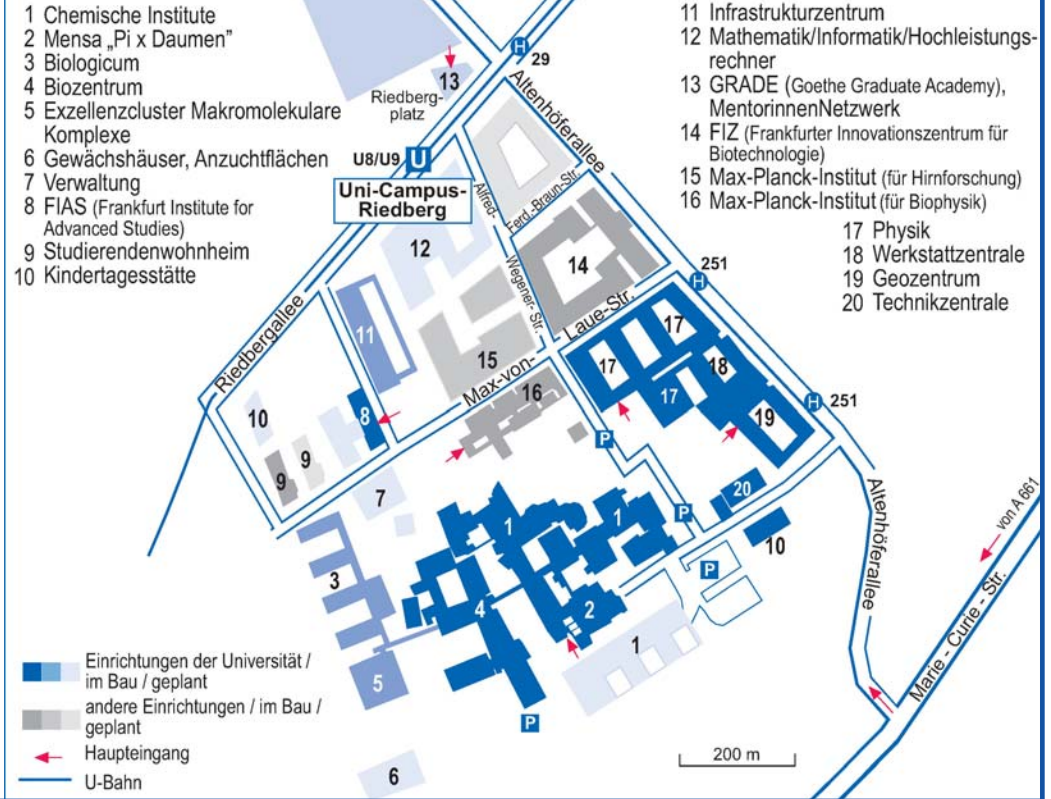 1 Chemische Institute
2 Mensa „Pi x Daumen”
3 Biologicum
4 Biozentrum
5 Exzellenzcluster Makromolekulare
Komplexe
6 Gewächshäuser, Anzuchtflächen
7 Verwaltung
8 FIAS (Frankfurt Institute for
Advanced Studies)
9 Studierendenwohnheim
10 Kindertagesstätte
11 Infrastrukturzentrum
12 Mathematik/Informatik/Hochleistungs-
rechner
13 GRADE (Goethe Graduate Academy),
MentorinnenNetzwerk
14 FIZ (Frankfurter Innovationszentrum für
Biotechnologie)
15 Max-Planck-Institut (für Hirnforschung)
16 Max-Planck-Institut (für Biophysik)
17 Physik
18 Werkstattzentrale
19 Geozentrum
20 Technikzentrale
H
29
13
Riedberg-
platz
Altenhöferallee
U8/U9 U
Uni-Campus-
Riedberg
Alfred-
Wegener- Str.
Ferd.-Braun-Str.
12
14
251
H
Riedbergallee
11
15
Max-von-
Laue-Str.
17
17
17
18
19
H 251
10
9
9
8
16
P
7
20
P
10
1
1
P
3
4
2
1
5
P
6
Altenhöferallee
von A 661
Marie - Curie - Str.
Einrichtungen der Universität /
im Bau / geplant
andere Einrichtungen / im Bau /
geplant
Haupteingang
U-Bahn
200 m